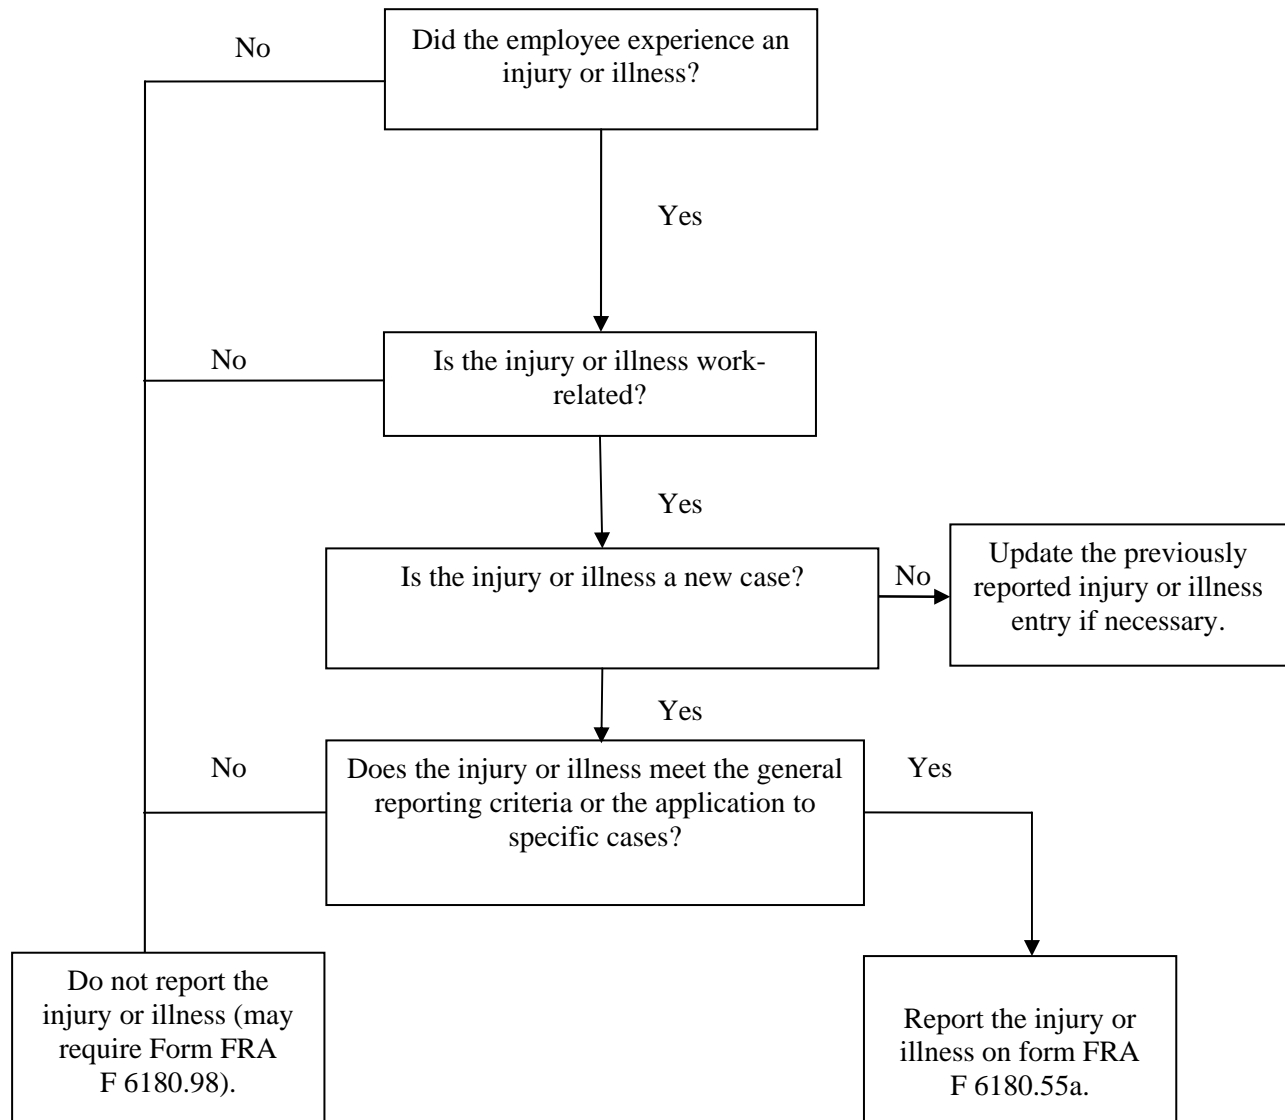 No
Did the employee experience an
injury or illness?
Yes
No
Is the injury or illness work-
related?
Yes
Is the injury or illness a new case?
No
Update the previously
reported injury or illness
entry if necessary.
Yes
No
Does the injury or illness meet the general
reporting criteria or the application to
specific cases?
Yes
Do not report the
injury or illness (may
require Form FRA
F 6180.98).
Report the injury or
illness on form FRA
F 6180.55a.